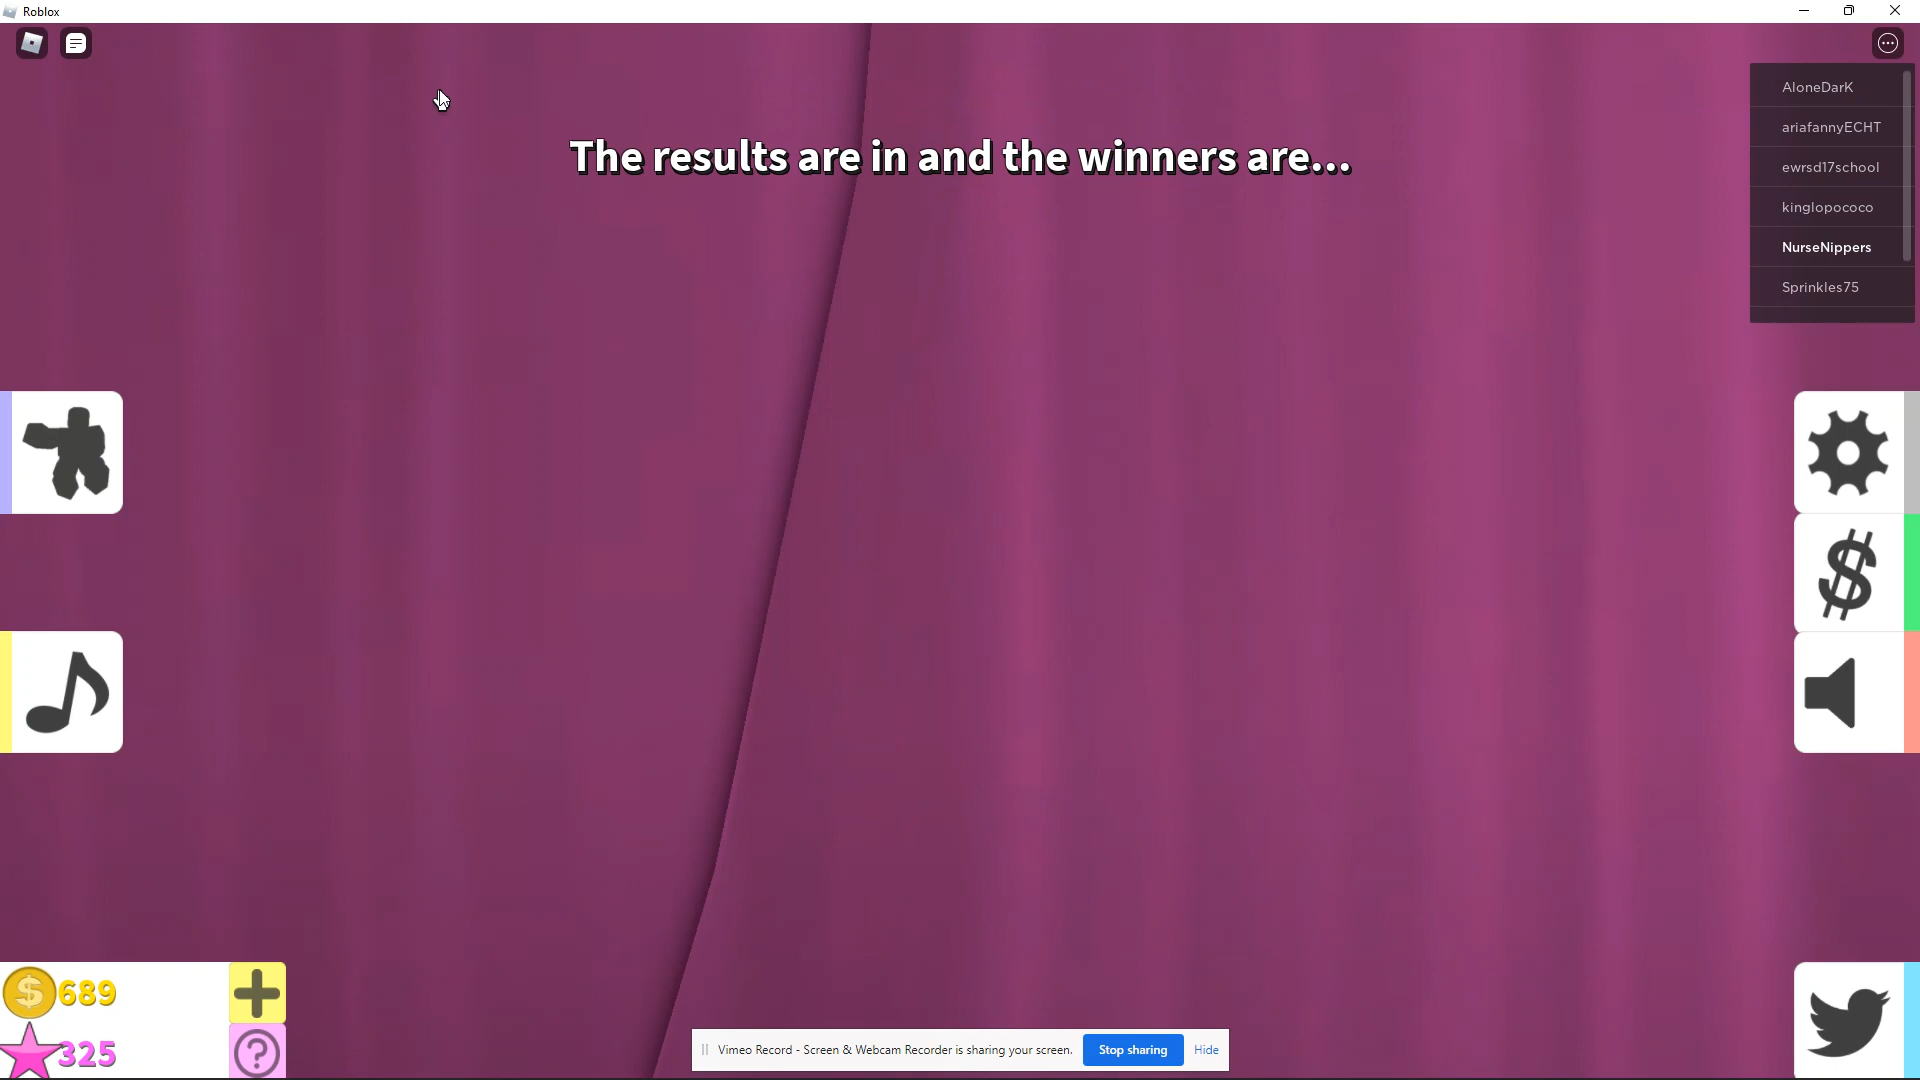 Roblox
The results are in and the winners are...
AloneDarK
ariafannyECHT
ewrsd17school
kinglopococo
NurseNippers
Sprinkles75
$
689
325
?
Vimeo Record - Screen & Webcam Recorder is sharing your screen.
Stop sharing
Hide